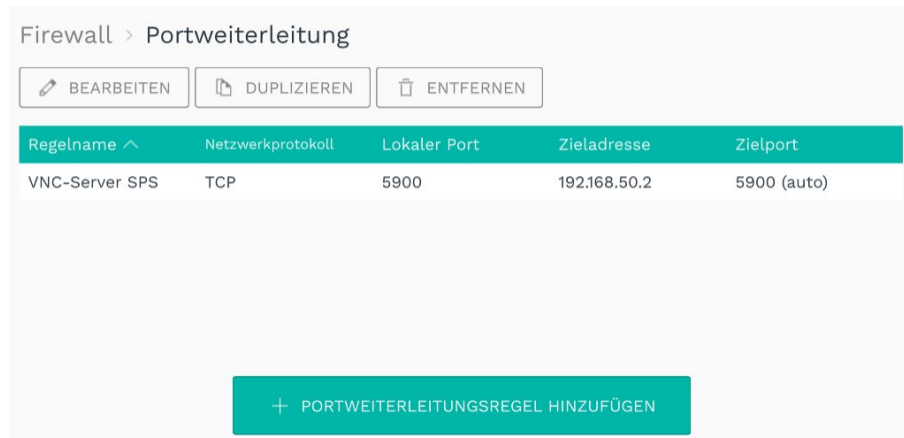 Firewall > Portweiterleitung
BEARBEITEN DUPLIZIEREN ENTFERNEN
Regelname Netzwerkprotokoll Lokaler Port Zieladresse Zielport
VNC-Server SPS TCP 5900 192.168.50.2 5900 (auto)
+ PORTWEITERLEITUNGSREGEL HINZUFÜGEN